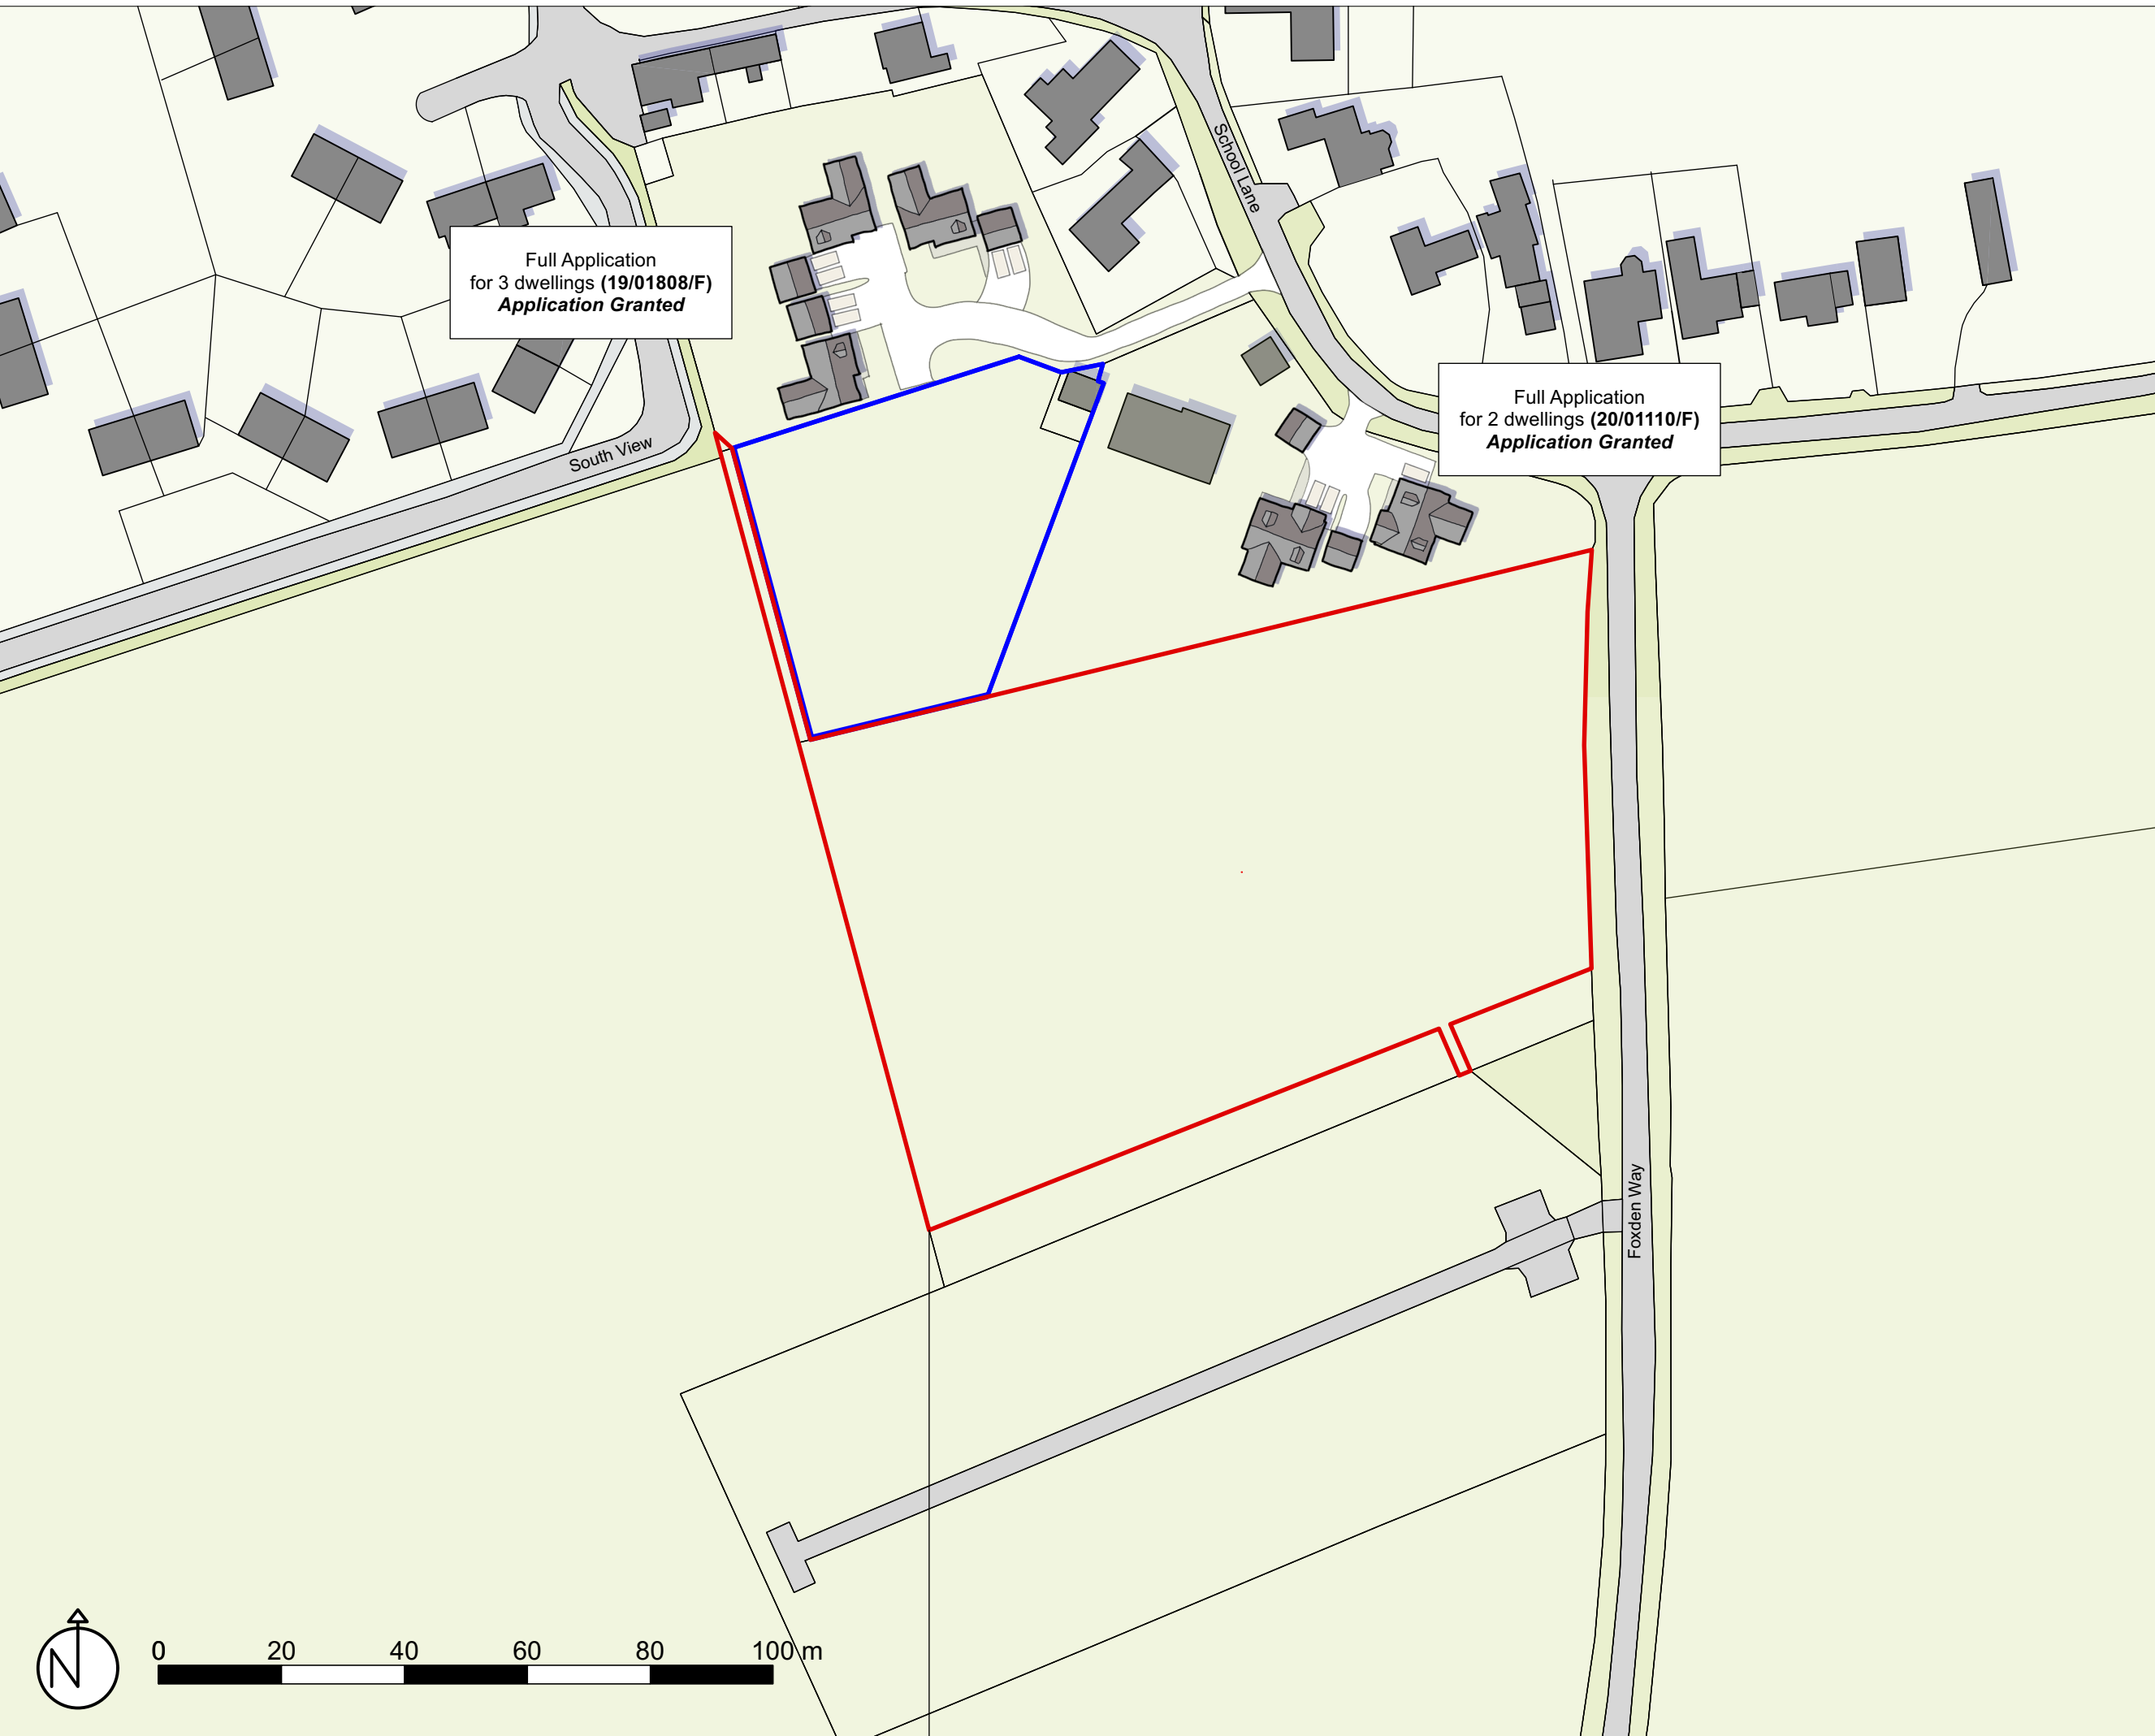 School Lane
Full Application
for 3 dwellings (19/01808/F)
Application Granted
Full Application
for 2 dwellings (20/01110/F)
Application Granted
South View
Foxden Way
N
0 20 40 60 80 100 m